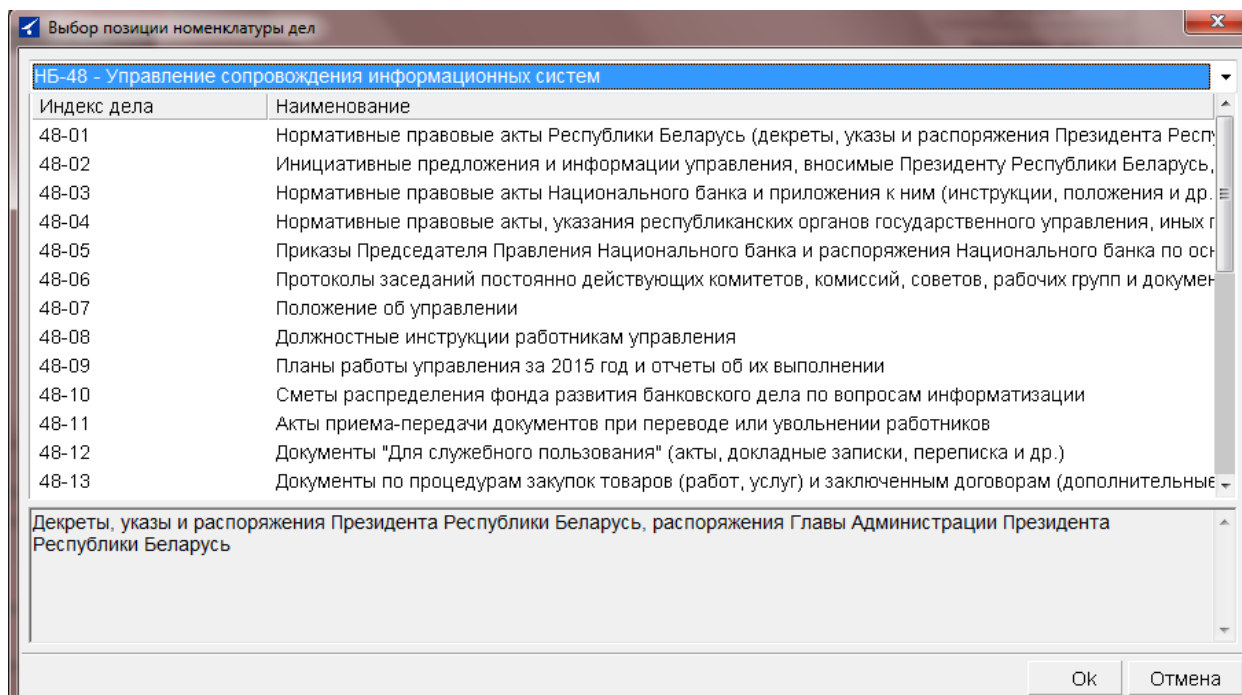 Выбор позиции номенклатуры дел
НБ-48 - Управление сопровождения информационных систем
Индекс дела Наименование
48-01 Нормативные правовые акты Республики Беларусь (декреты, указы и распоряжения Президента Респ
48-02 Инициативные предложения и информации управления, вносимые Президенту Республики Беларусь,
48-03 Нормативные правовые акты Национального банка и приложения к ним (инструкции, положения и др.
48-04 Нормативные правовые акты, указания республиканских органов государственного управления, иных
48-05 Приказы Председателя Правления Национального банка и распоряжения Национального банка по осн
48-06 Протоколы заседаний постоянно действующих комитетов, комиссий, советов, рабочих групп и докумен
48-07 Положение об управлении
48-08 Должностные инструкции работникам управления
48-09 Планы работы управления за 2015 год и отчеты об их выполнении
48-10 Сметы распределения фонда развития банковского дела по вопросам информатизации
48-11 Акты приема-передачи документов при переводе или увольнении работников
48-12 Документы "Для служебного пользования" (акты, докладные записки, переписка и др.)
48-13 Документы по процедурам закупок товаров (работ, услуг) и заключенным договорам (дополнительные
Декреты, указы и распоряжения Президента Республики Беларусь, распоряжения Главы Администрации Президента
Республики Беларусь
Ok Отмена